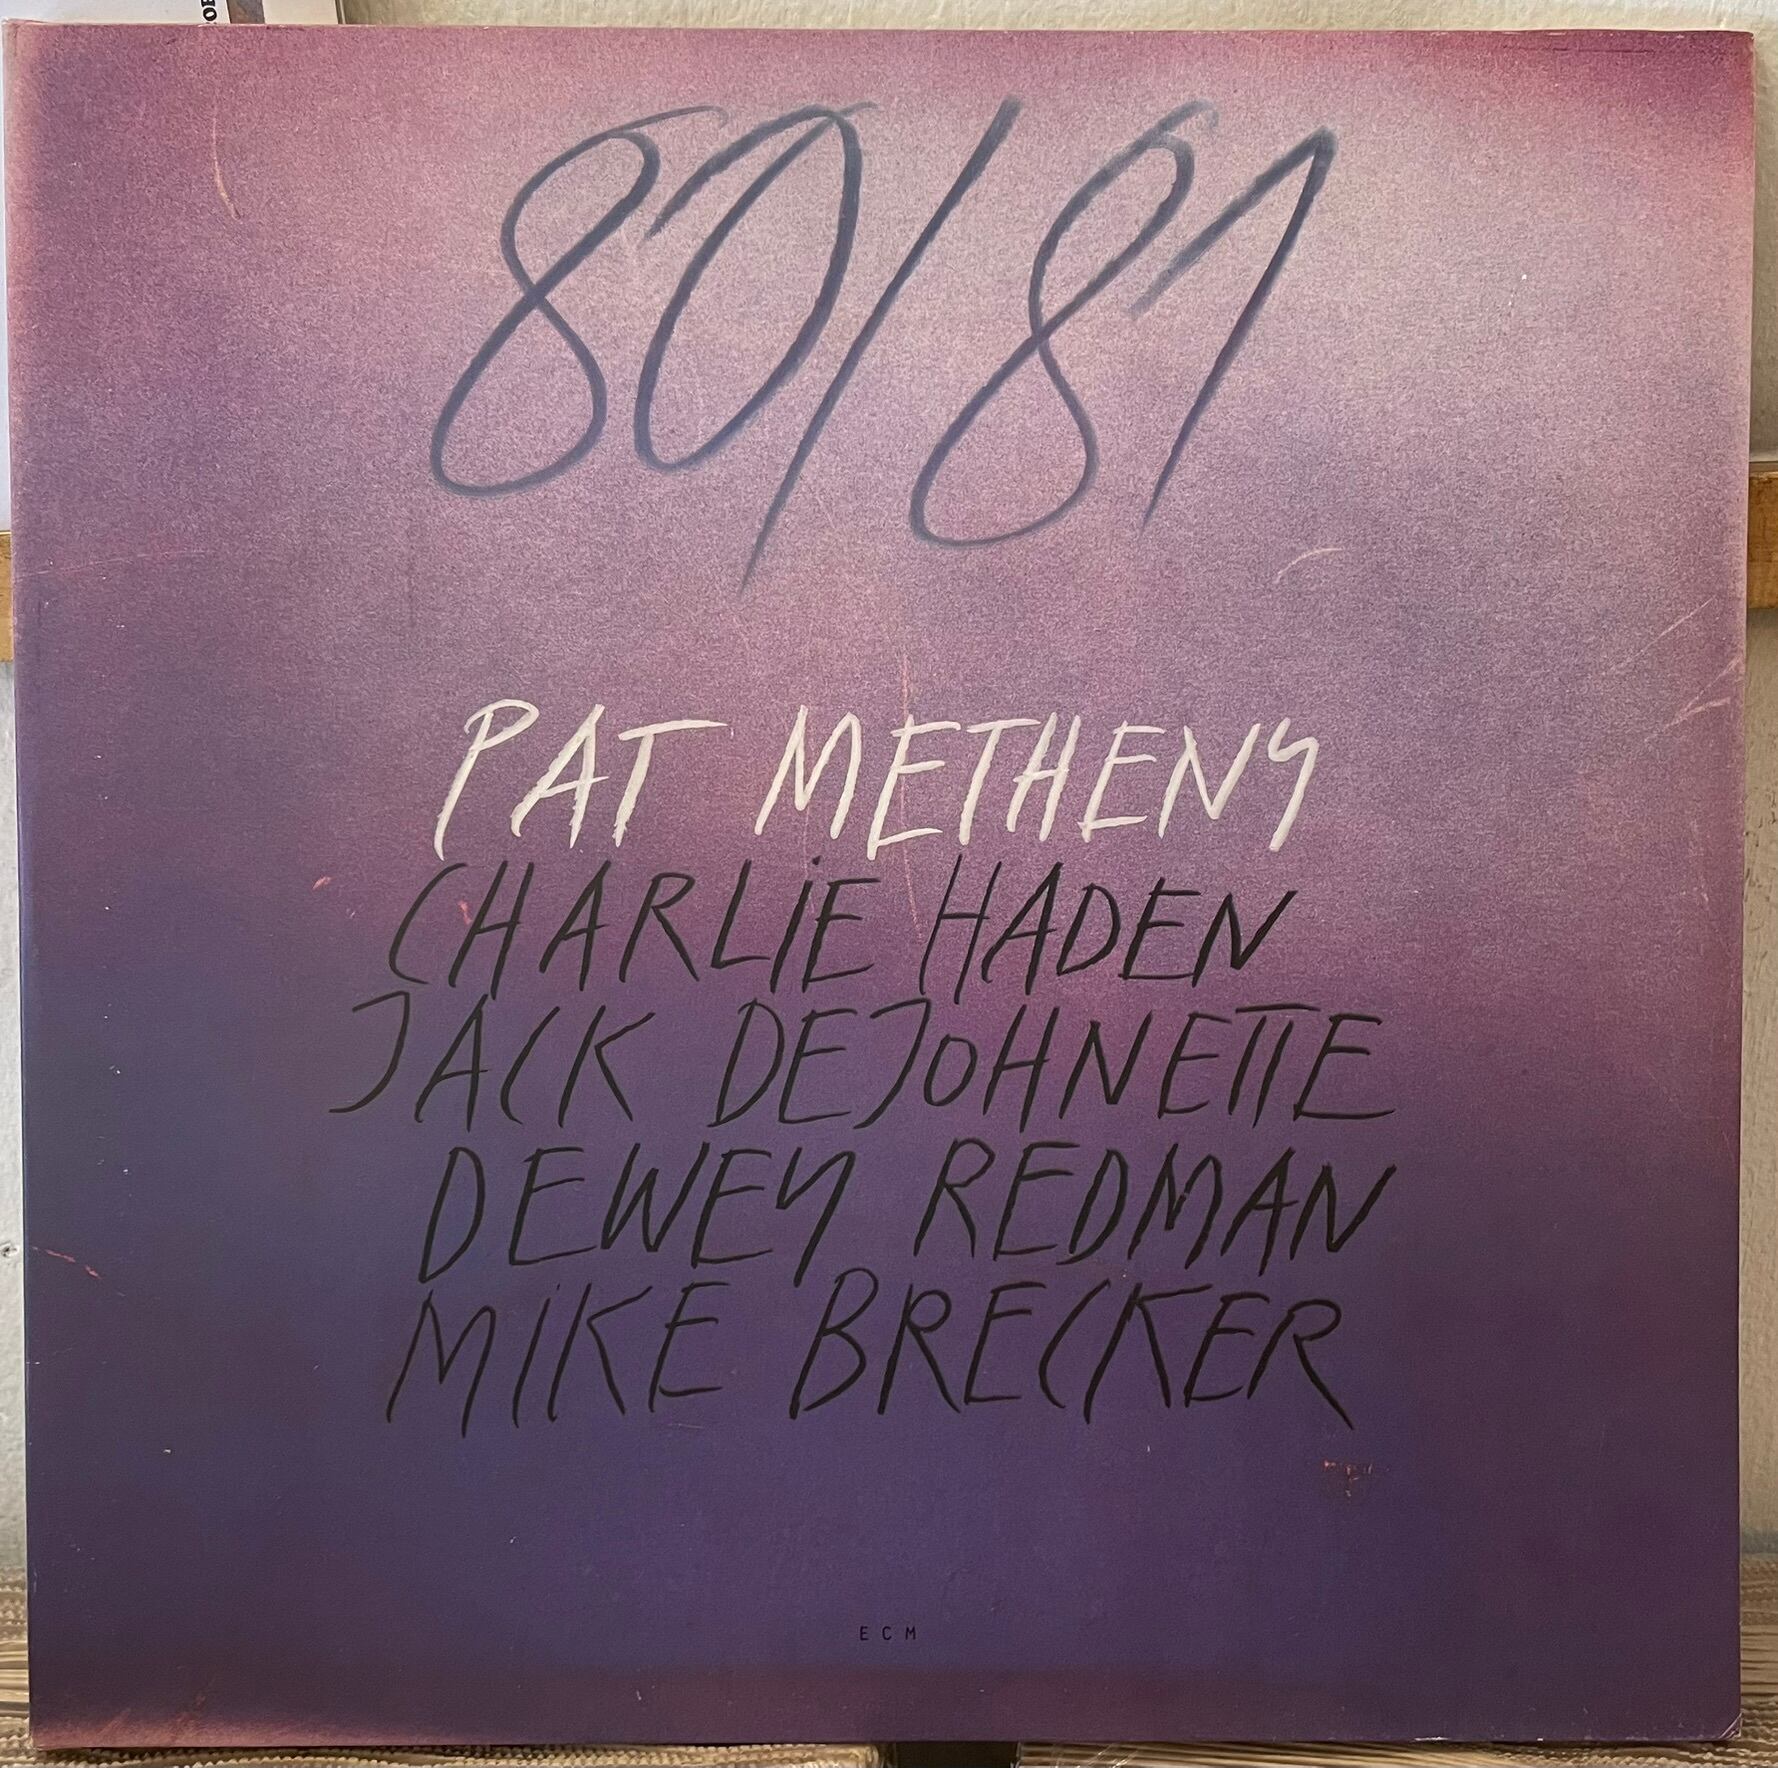 80/81
PAT METHENY
CHARLiE HADEN
JACK DEJOHNETTE
DEWEY REDMAN
MiKE BRECKER
ECM